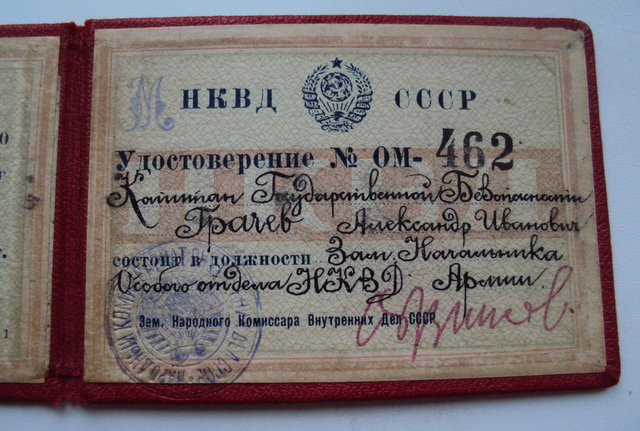 М НКВД СССР
Удостоверение № ОМ- 462
Капитан Государственной Безопасности
Грачев Александр Иванович
состоит в должности Зам. Начальника
Особого отдела НКВД Армии.
Зам. Народного Комиссара Внутренних Дел СССР